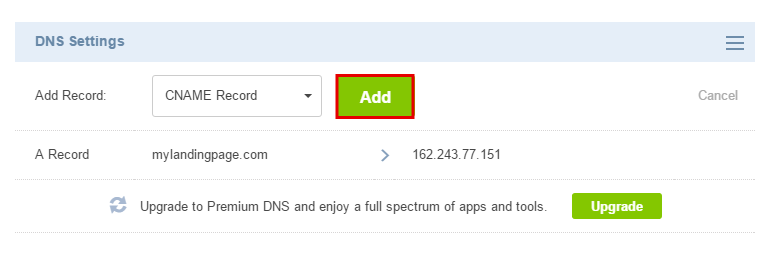 DNS Settings
Add Record: CNAME Record Add Cancel
A Record mylandingpage.com 162.243.77.151
Upgrade to Premium DNS and enjoy a full spectrum of apps and tools. Upgrade